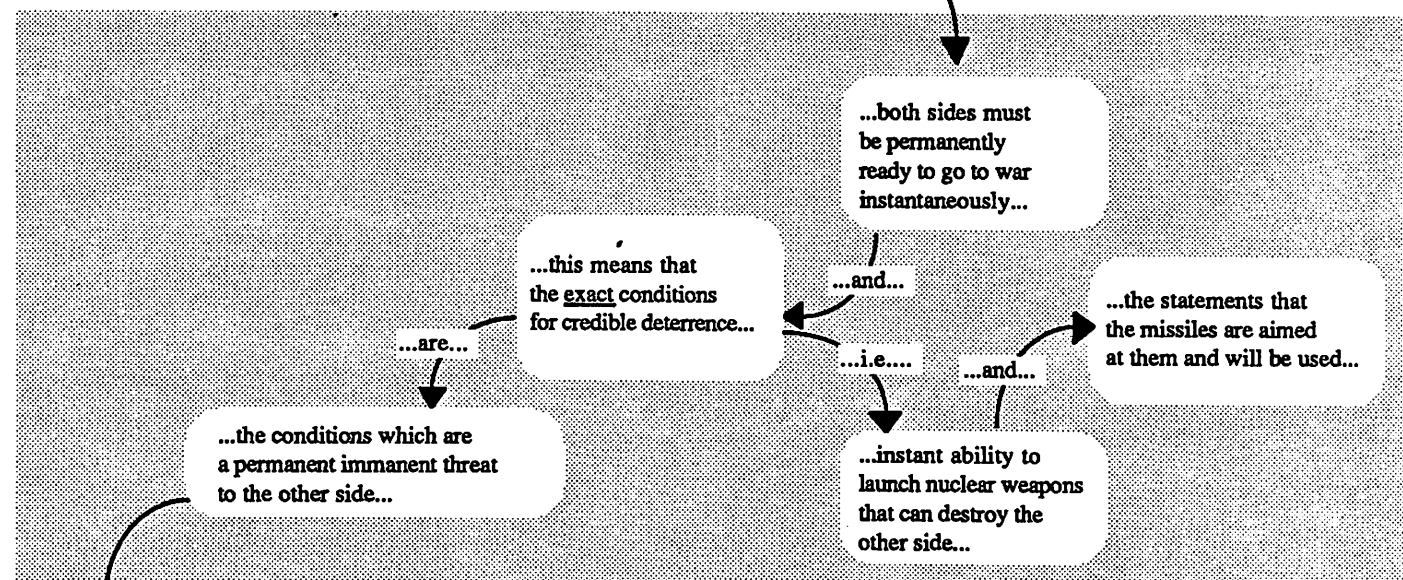 ...both sides must
be permanently
ready to go to war
instantaneously...
...and...
...this means that
the exact conditions
for credible deterrence...
...are...
...the conditions which are
a permanent immanent threat
to the other side...
...i.e....
...instant ability to
launch nuclear weapons
that can destroy the
other side...
...and...
...the statements that
the missiles are aimed
at them and will be used...